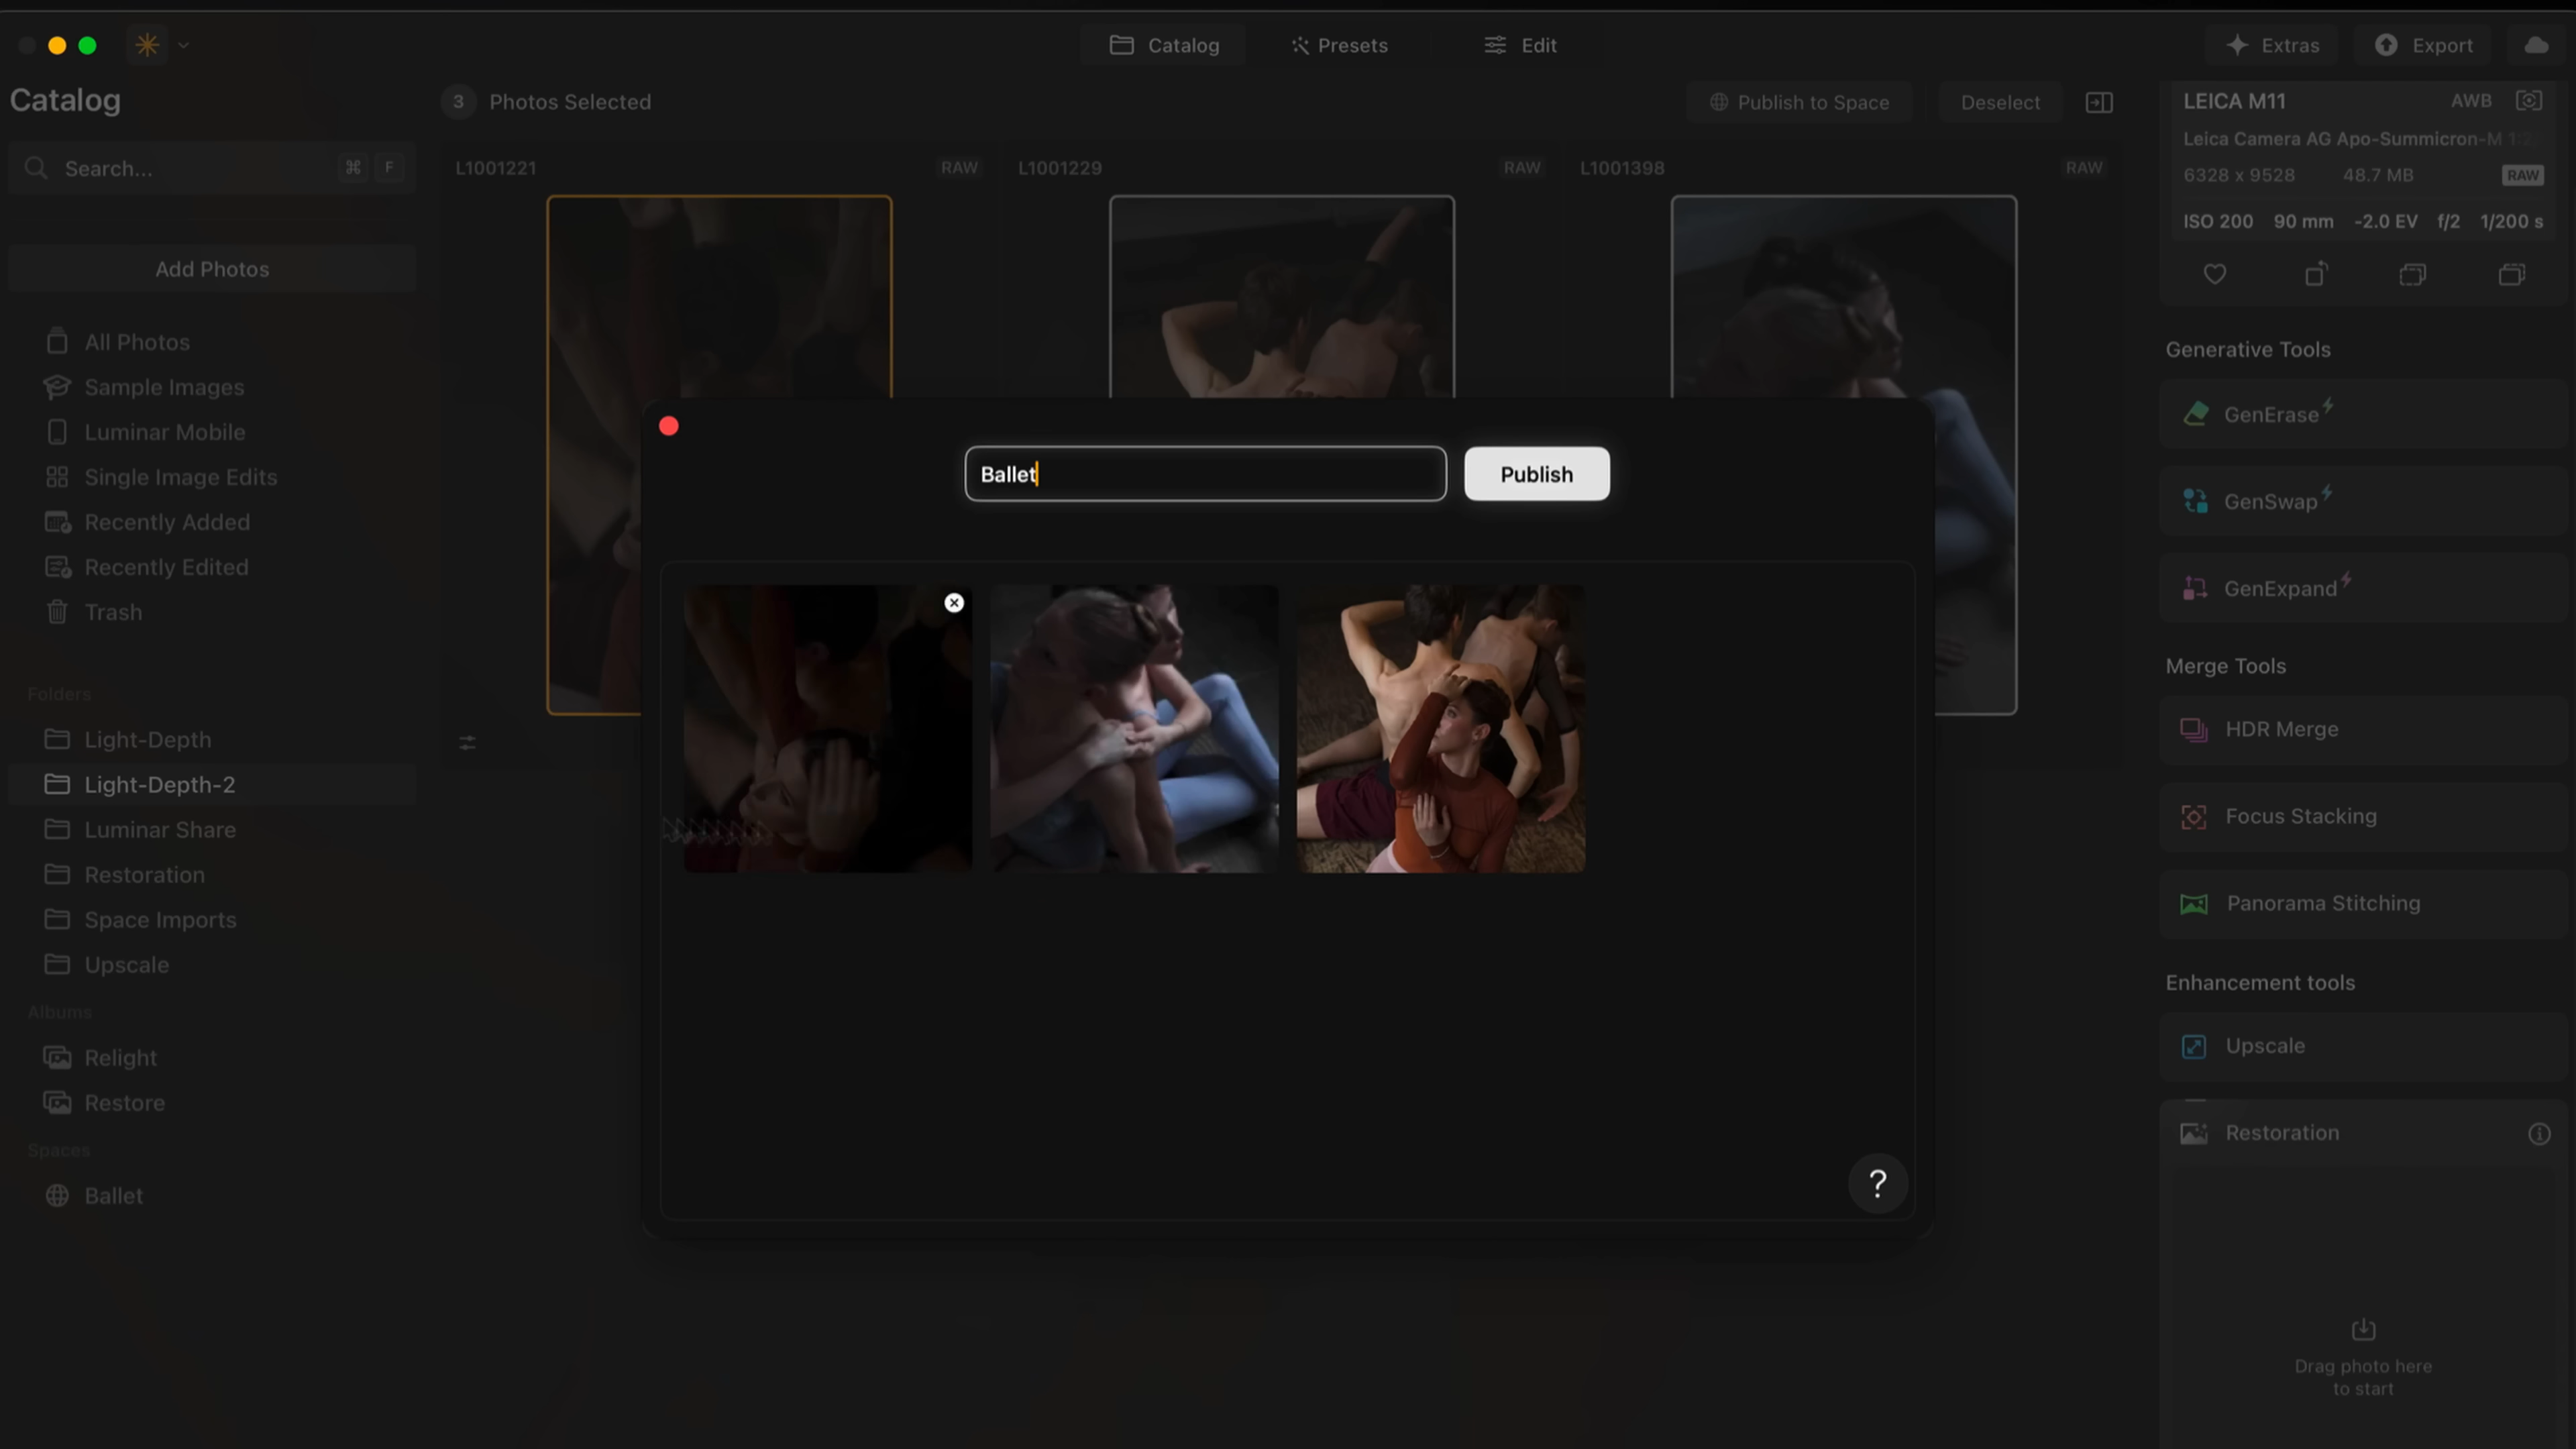 Catalog
Presets
Edit
Extras
Export
Catalog
3 Photos Selected
Publish to Space
Deselect
Search...
⌘ F
Add Photos
All Photos
Sample Images
Luminar Mobile
Single Image Edits
Recently Added
Recently Edited
Trash
Folders
Light-Depth
Light-Depth-2
Luminar Share
Restoration
Space Imports
Upscale
Albums
Relight
Restore
Spaces
Ballet
L1001221 RAW
L1001229 RAW
L1001398 RAW
Ballet
Publish
?
LEICA M11 AWB
Leica Camera AG Apo-Summicron-M
6328 x 9528 48.7 MB RAW
ISO 200 90 mm -2.0 EV f/2 1/200 s
Generative Tools
GenErase
GenSwap
GenExpand
Merge Tools
HDR Merge
Focus Stacking
Panorama Stitching
Enhancement tools
Upscale
Restoration
Drag photo here
to start